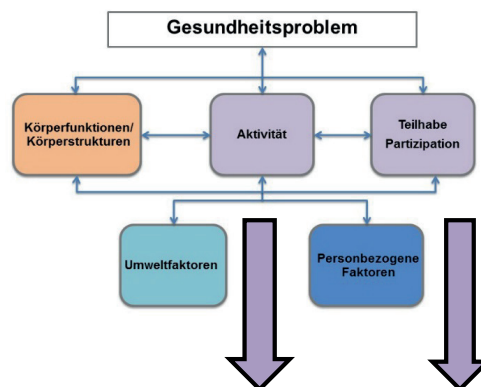 Gesundheitsproblem
Körperfunktionen/
Körperstrukturen
Aktivität
Teilhabe
Partizipation
Umweltfaktoren
Personbezogene
Faktoren